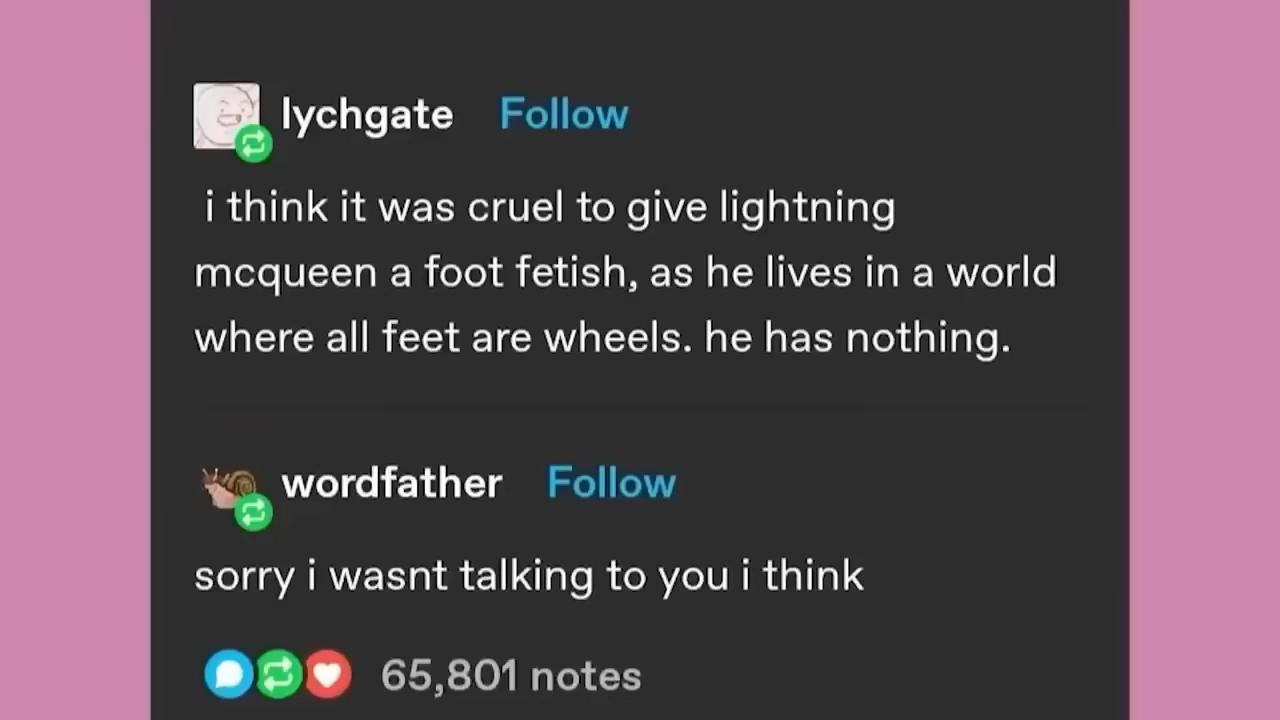 lychgate Follow
i think it was cruel to give lightning
mcqueen a foot fetish, as he lives in a world
where all feet are wheels. he has nothing.
wordfather Follow
sorry i wasnt talking to you i think
65,801 notes